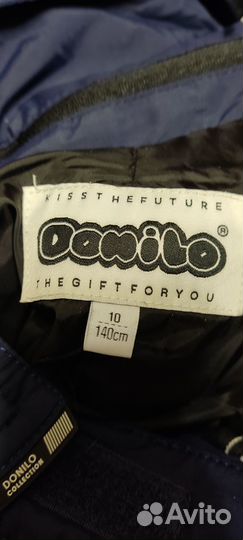 KISSTHEFUTURE
Donilo®
THEGIFTFORYOU
10
140cm
DONILO
COLLECTION
Avito